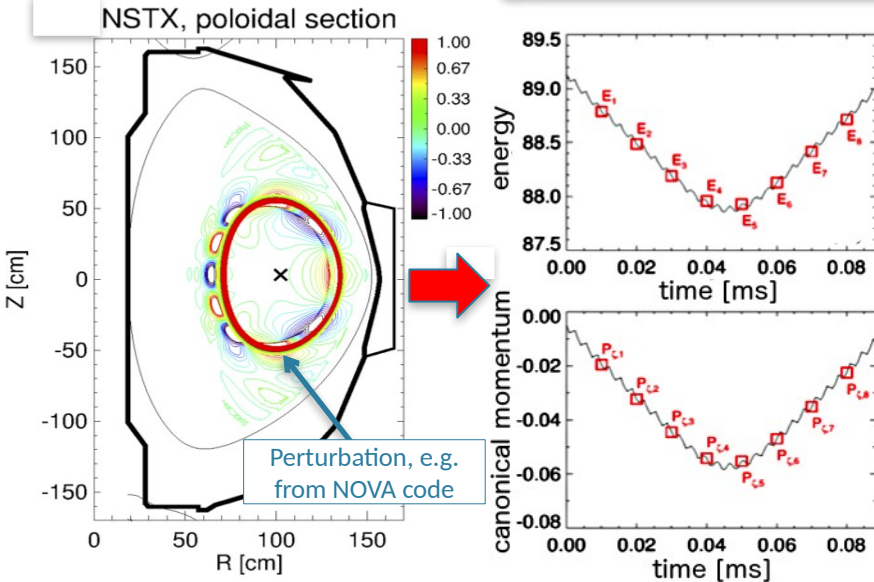 NSTX, poloidal section
150
100
50
0
-50
-100
-150
Z [cm]
0
50
100
150
R [cm]
1.00
0.67
0.33
0.00
-0.33
-0.67
-1.00
Perturbation, e.g.
from NOVA code
89.5
89.0
88.5
88.0
87.5
energy
E1
E2
E3
E4
E5
E6
E7
E8
0.00
0.02
0.04
0.06
0.08
time [ms]
0.00
-0.02
-0.04
-0.06
-0.08
canonical momentum
Pζ,1
Pζ,2
Pζ,3
Pζ,4
Pζ,5
Pζ,6
Pζ,7
Pζ,8
0.00
0.02
0.04
0.06
0.08
time [ms]